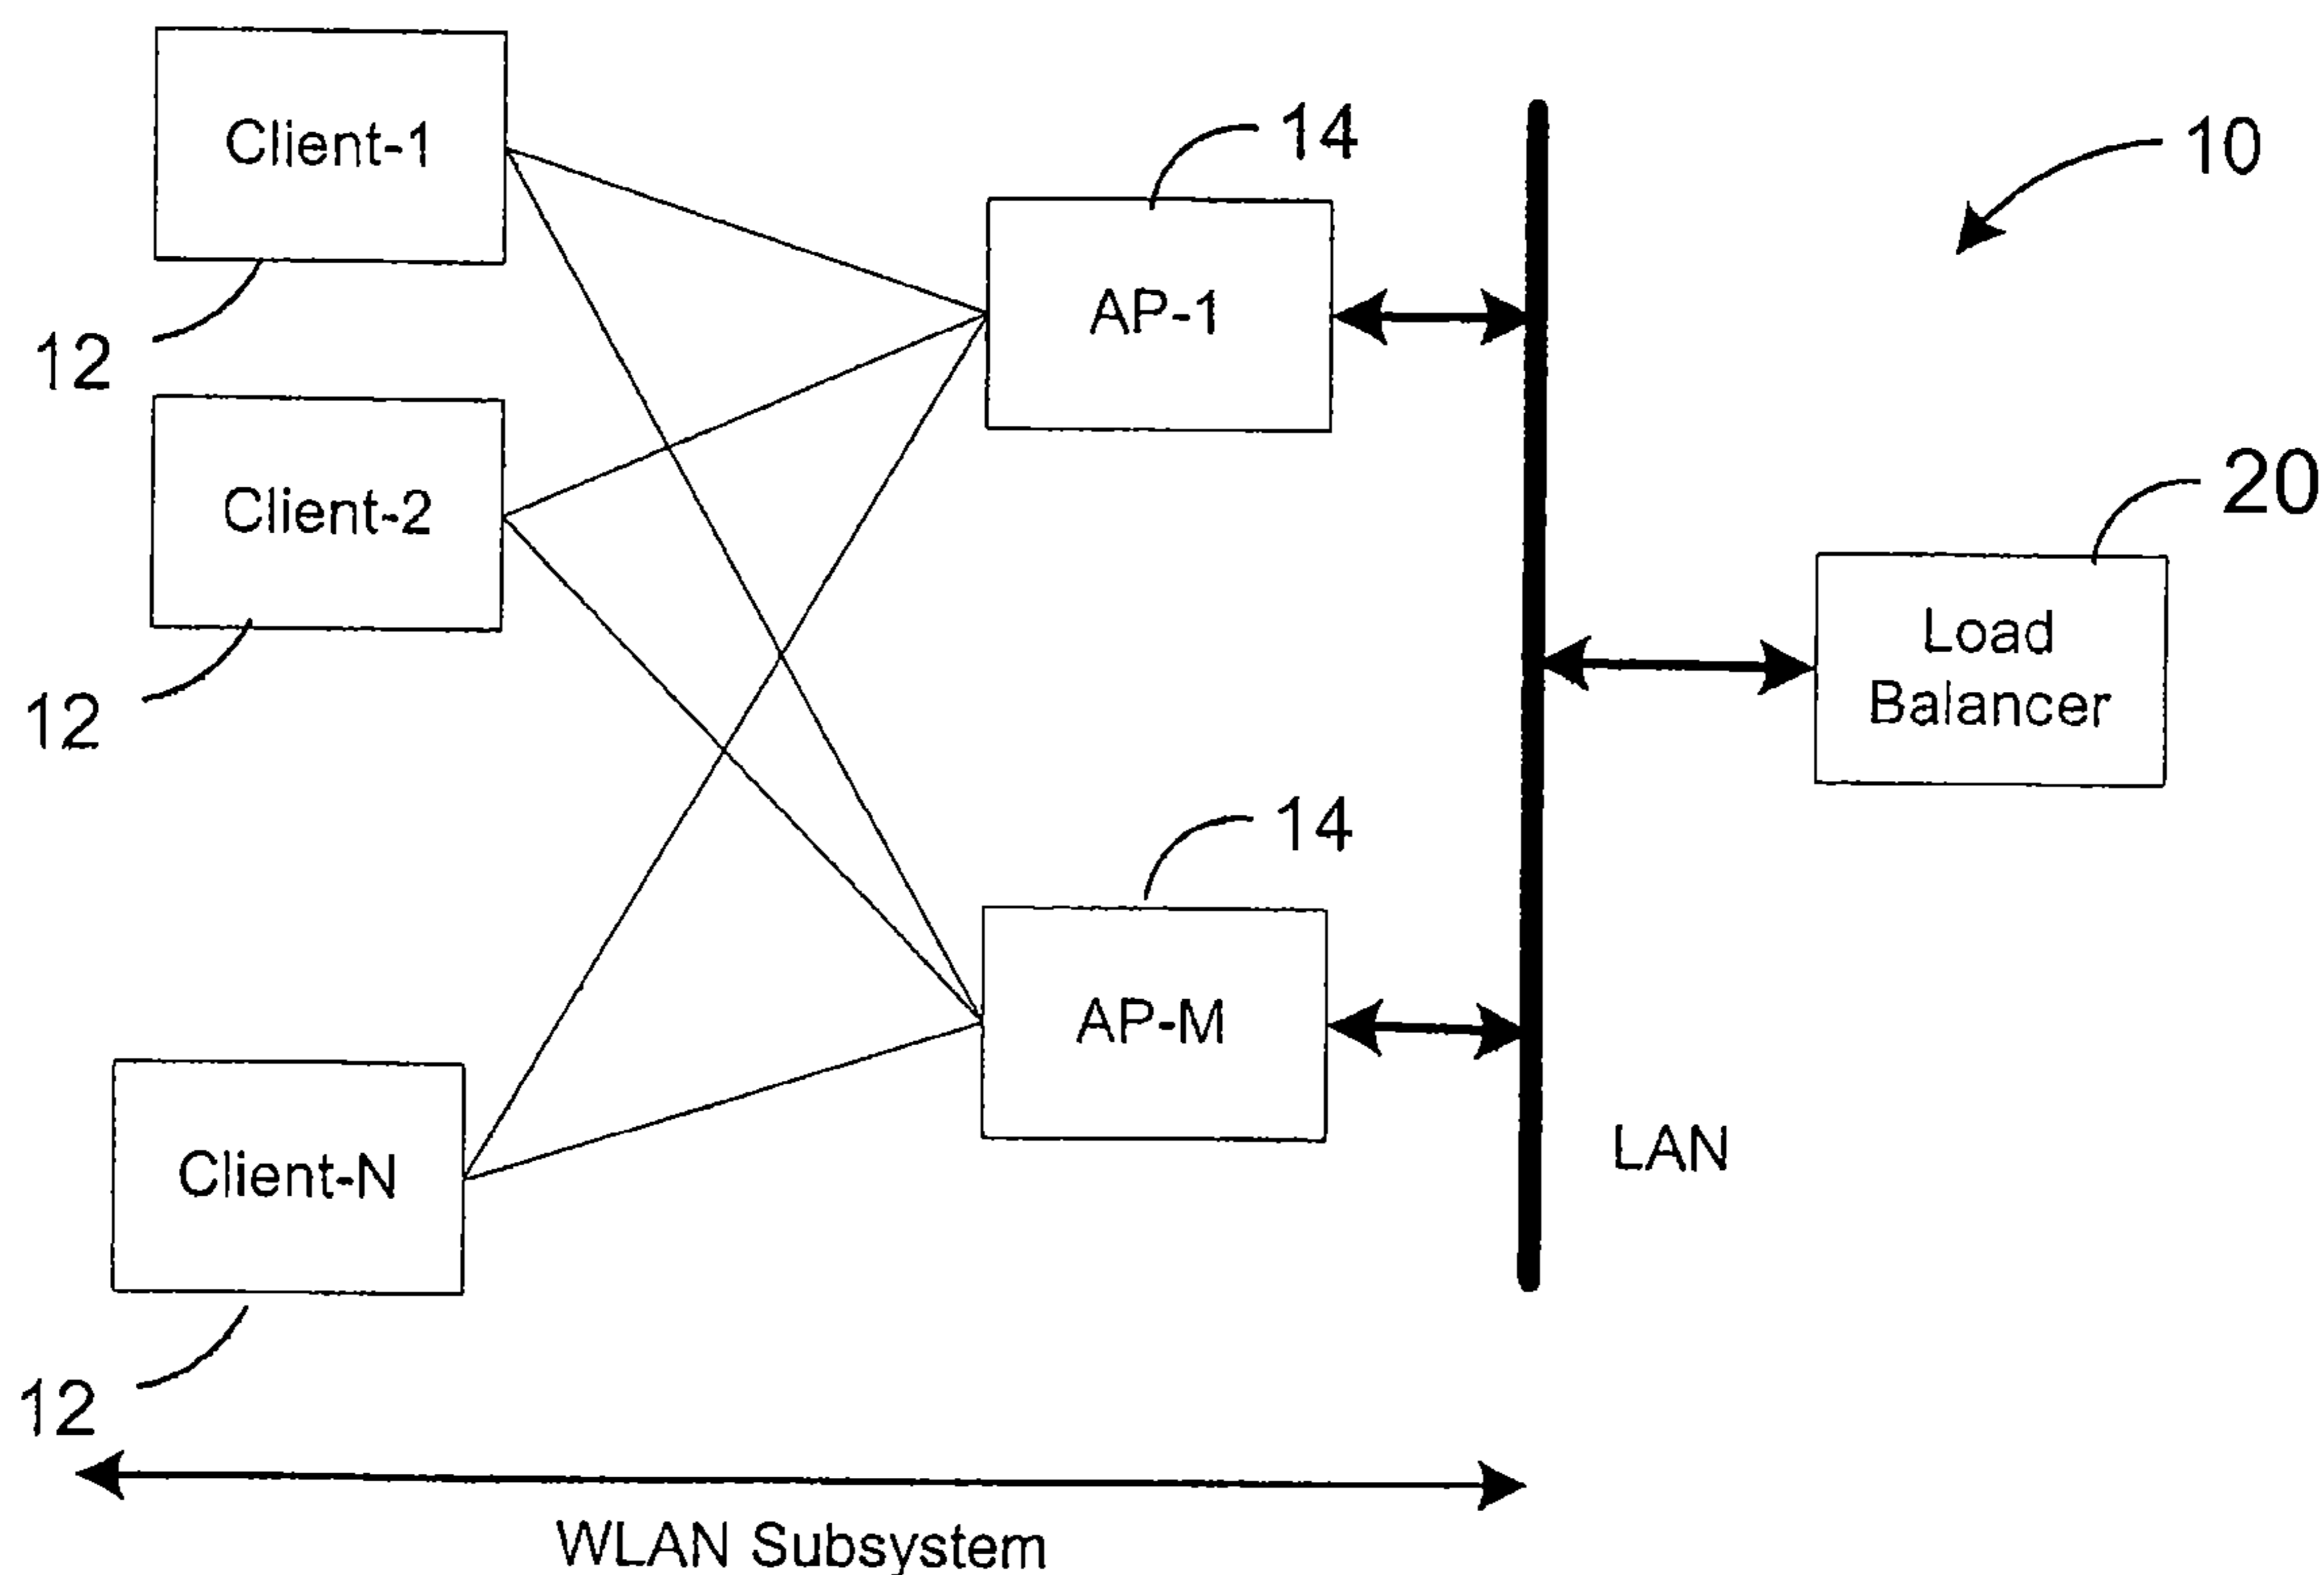 Client-1
14
10
AP-1
12
Client-2
20
Load
Balancer
12
14
AP-M
LAN
Client-N
12
WLAN Subsystem